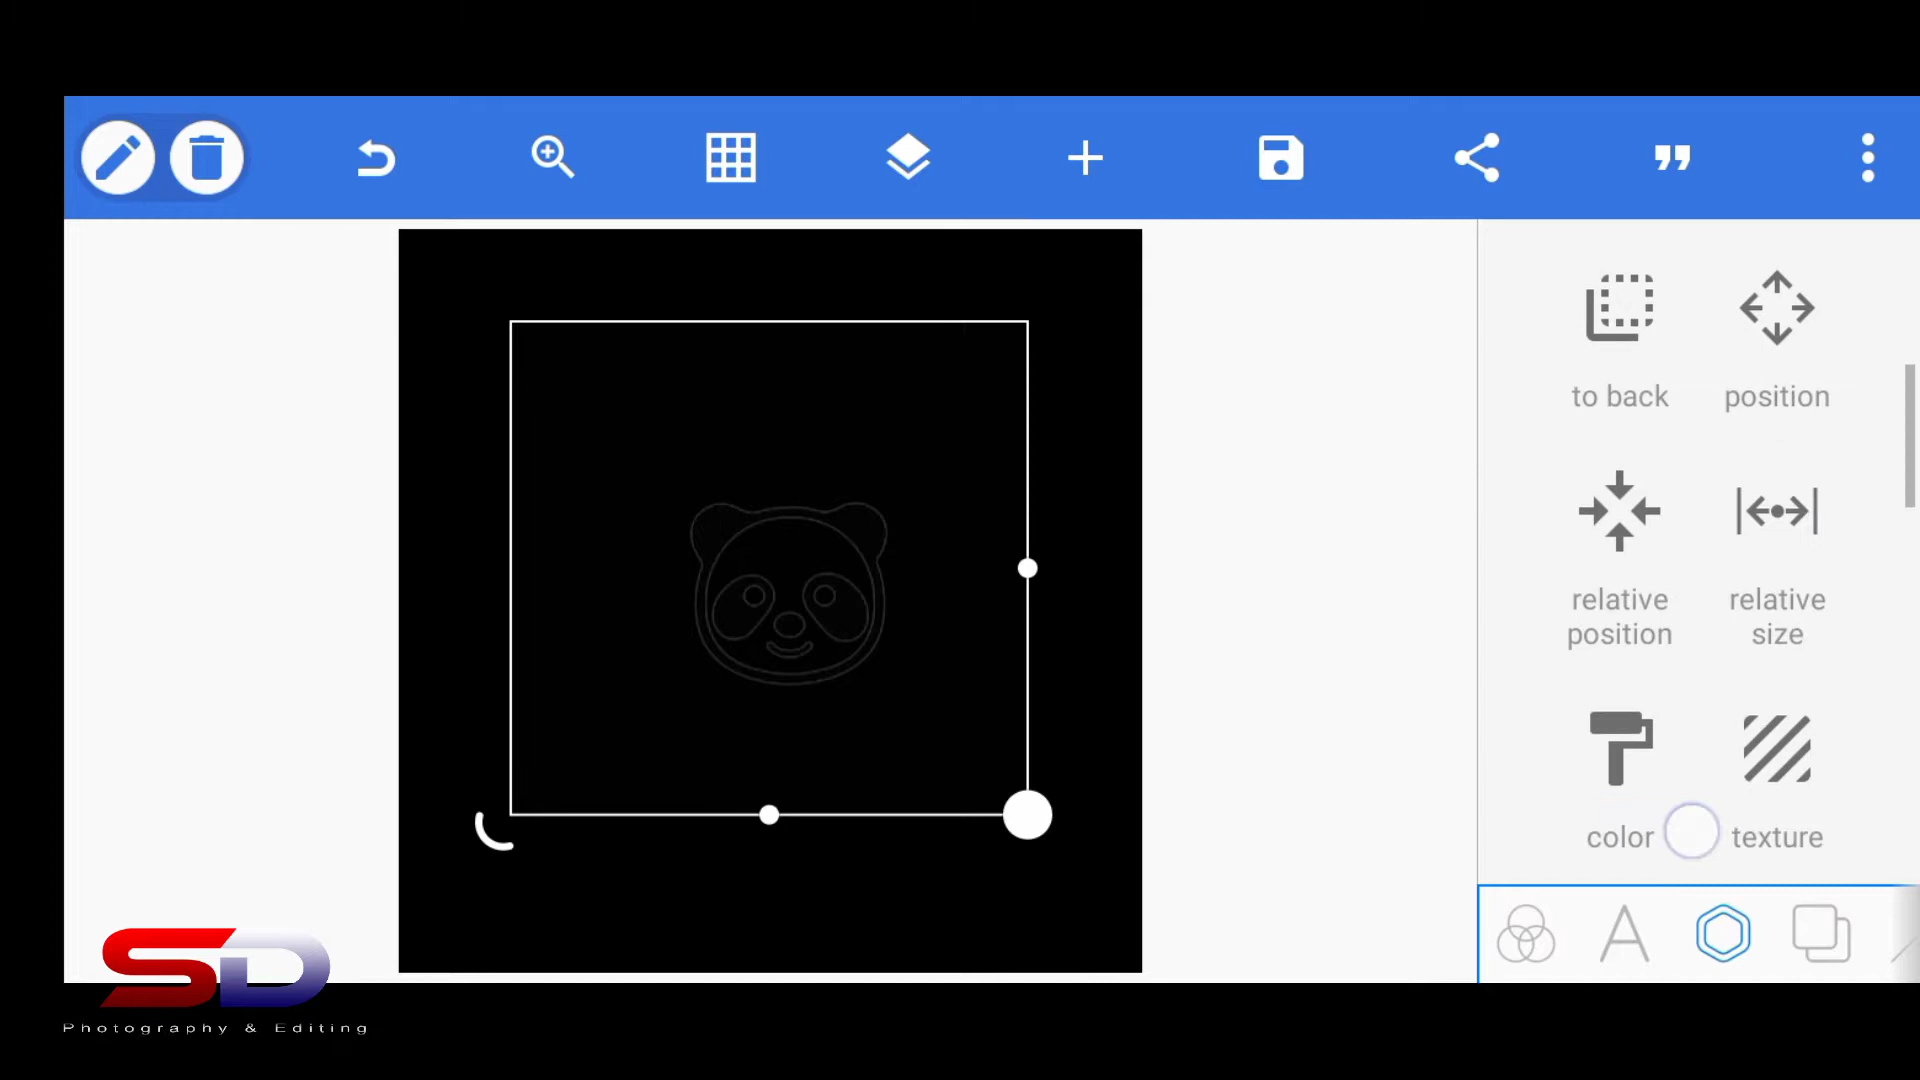 to back
position
relative
position
relative
size
color
texture
SD
Photography & Editing